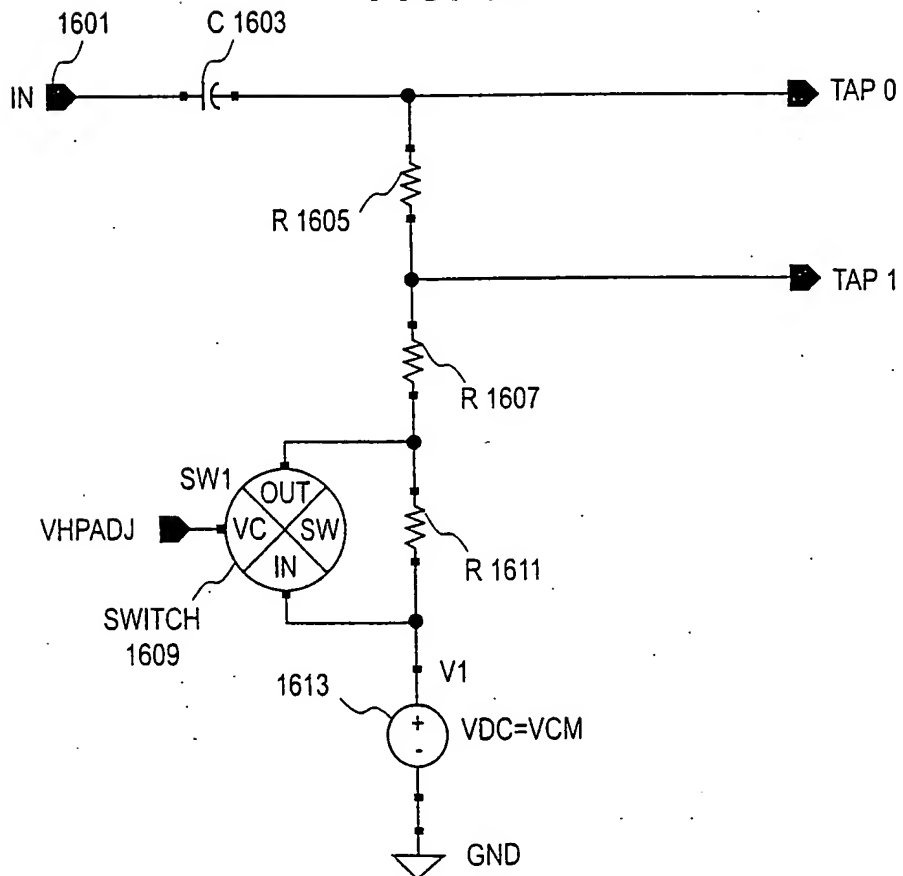 1601
C 1603
IN
TAP 0
R 1605
TAP 1
R 1607
SW1
OUT
VHPADJ
VC
SW
IN
R 1611
SWITCH
1609
V1
1613
+
-
VDC=VCM
GND